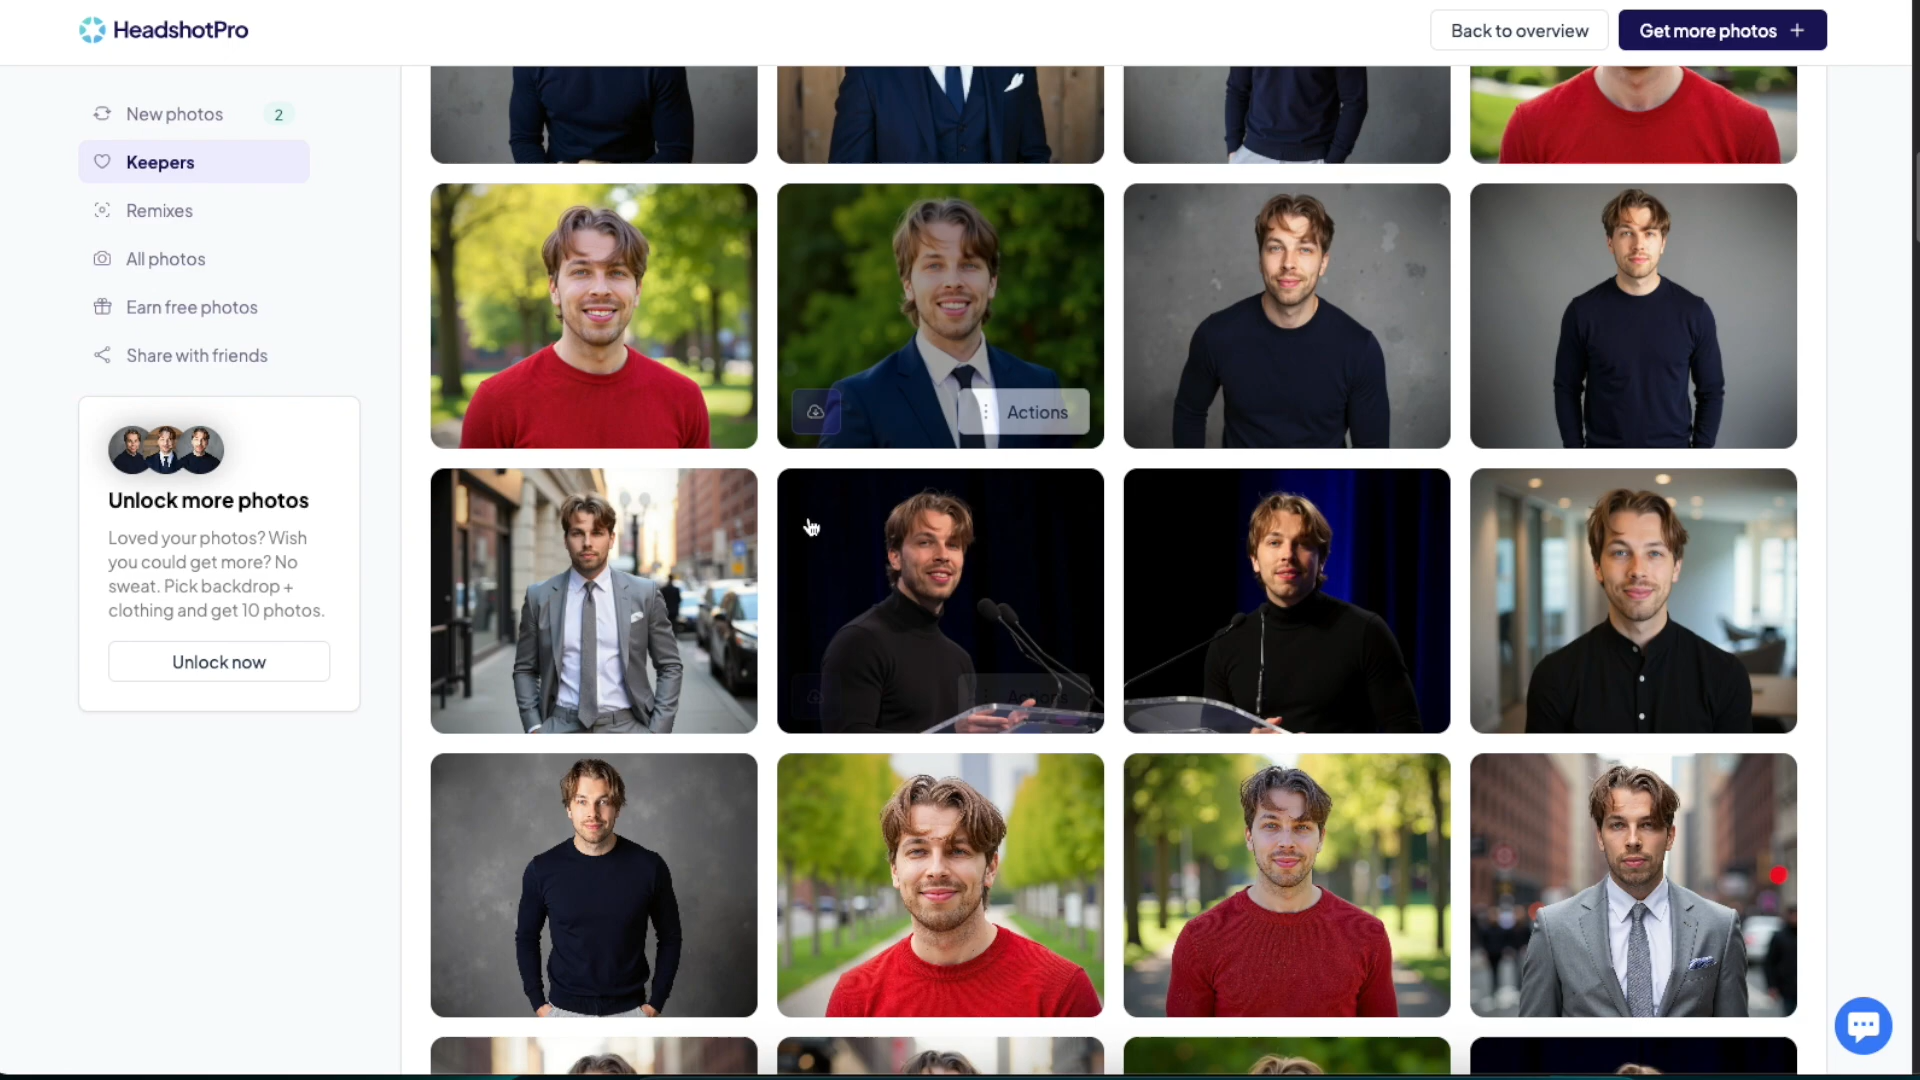 HeadshotPro
Back to overview
Get more photos
New photos 2
Keepers
Remixes
All photos
Earn free photos
Share with friends
Unlock more photos
Loved your photos? Wish
you could get more? No
sweat. Pick backdrop +
clothing and get 10 photos.
Unlock now
Actions
Actions